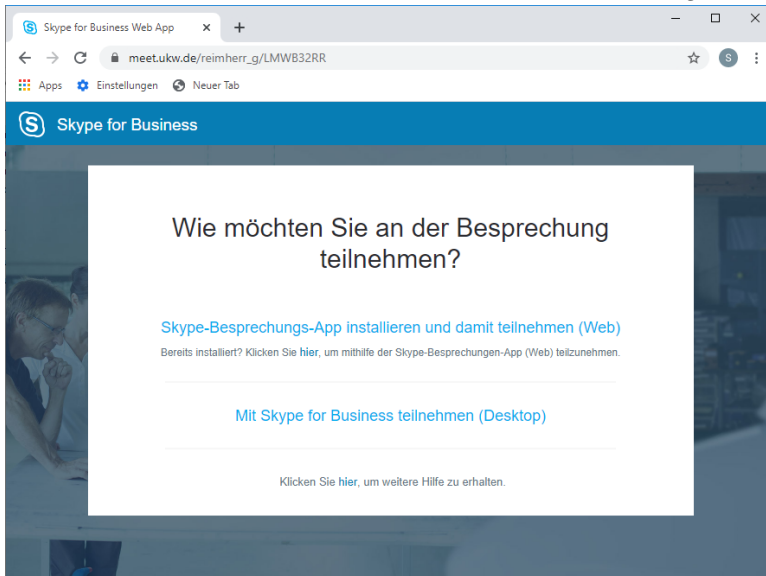 Skype for Business Web App
meet.ukw.de/reimherr_g/LMWB32RR
S
Apps Einstellungen Neuer Tab
S Skype for Business
Wie möchten Sie an der Besprechung
teilnehmen?
Skype-Besprechungs-App installieren und damit teilnehmen (Web)
Bereits installiert? Klicken Sie hier, um mithilfe der Skype-Besprechungen-App (Web) teilzunehmen.
Mit Skype for Business teilnehmen (Desktop)
Klicken Sie hier, um weitere Hilfe zu erhalten.